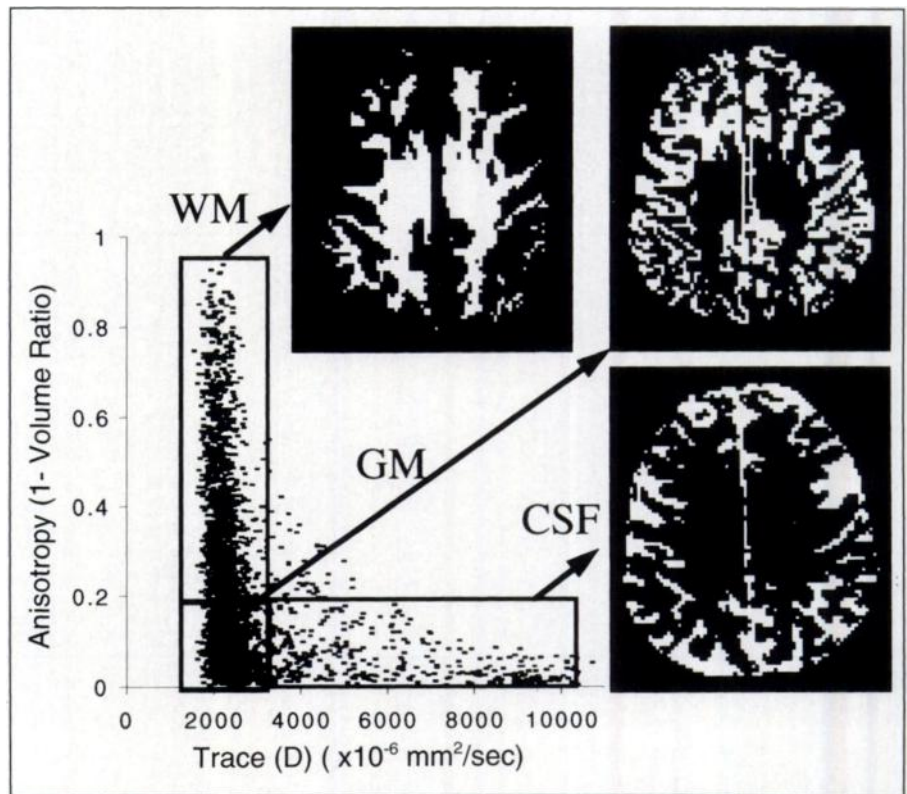 WM
GM
CSF
Anisotropy (1- Volume Ratio)
1
0.8
0.6
0.4
0.2
0
0 2000 4000 6000 8000 10000
Trace (D) ( x10⁻⁶ mm²/sec)